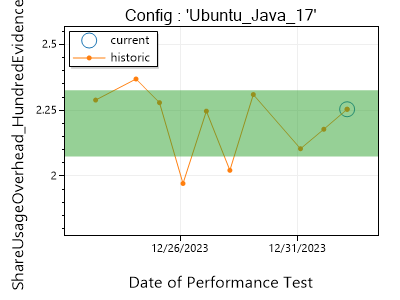 Config : 'Ubuntu_Java_17'
current
historic
2.5
2.25
2
12/26/2023
12/31/2023
Date of Performance Test
ShareUsageOverhead_HundredEvidence